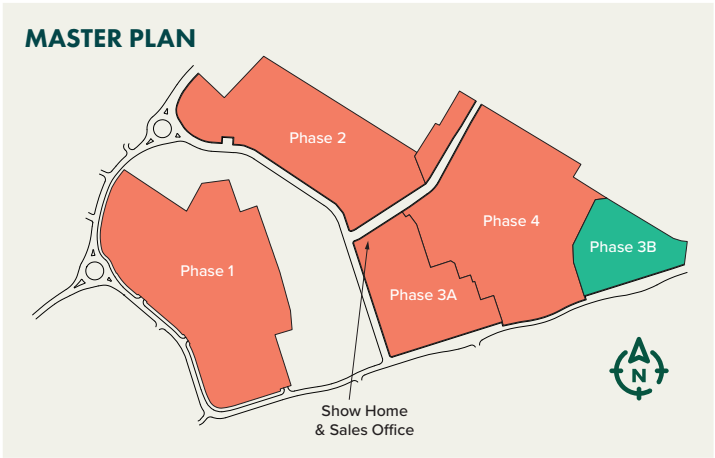 MASTER PLAN
Phase 2
Phase 4
Phase 3B
Phase 1
Phase 3A
N
Show Home
& Sales Office